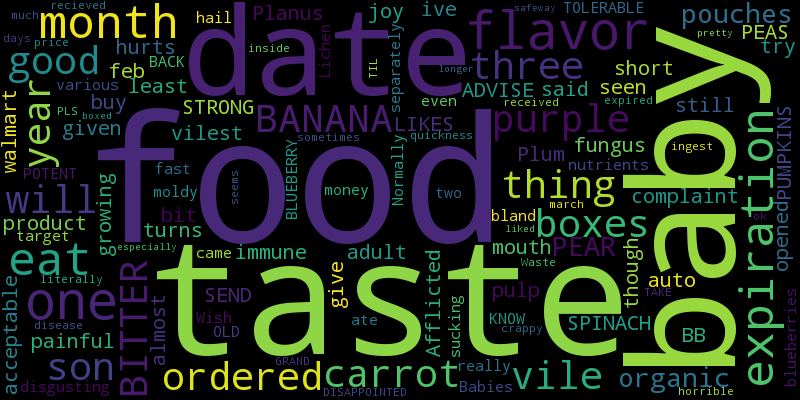 recieved
much
days
price
month
hail
Planus
joy
ive
safeway
TOLERABLE
pouches
pretty
PEAS
try
good
hurts
BACK
feb
various
least
date
inside
Lichen
TIL
separately
flavor
three
short
ADVISE
said
seen
still
longer
even
received
expired
walmart
year
PLS
boxed
buy
given
STRONG
vilest
BANANA
LIKES
purple
baby
food
BLUEBERRY
sometimes
Normally
quickness
Plum
fungus
nutrients
ingest
expiration
opened
PUMPKINS
POTENT
fast
moldy
seems
money
two
thing
complaint
will
growing
bit
product
target
turns
especially
came
immune
adult
mouth
PEAR
bland
march
liked
boxes
ok
eat
literally
taste
give
Afflicted
Waste
though
auto
TAKE
one
BITTER
almost
SEND
Wish
OLD
ate
sucking
pulp
KNOW
crappy
SPINACH
BB
acceptable
disease
painful
son
disgusting
ordered
GRAND
carrot
DISAPPOINTED
really
Babies
vile
organic
horrible
blueberries